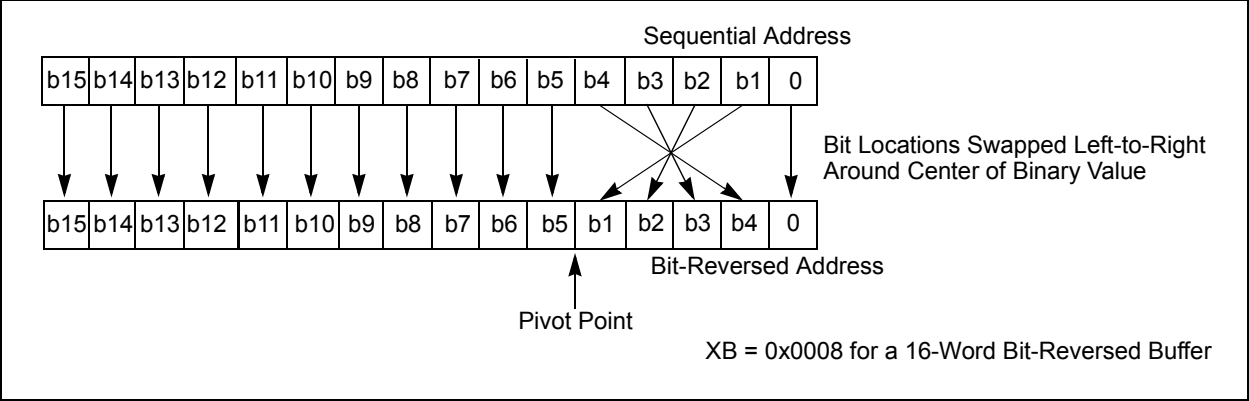 Sequential Address
b15 b14 b13 b12 b11 b10 b9 b8 b7 b6 b5 b4 b3 b2 b1 0
Bit Locations Swapped Left-to-Right
Around Center of Binary Value
b15 b14 b13 b12 b11 b10 b9 b8 b7 b6 b5 b1 b2 b3 b4 0
Bit-Reversed Address
Pivot Point
XB = 0x0008 for a 16-Word Bit-Reversed Buffer